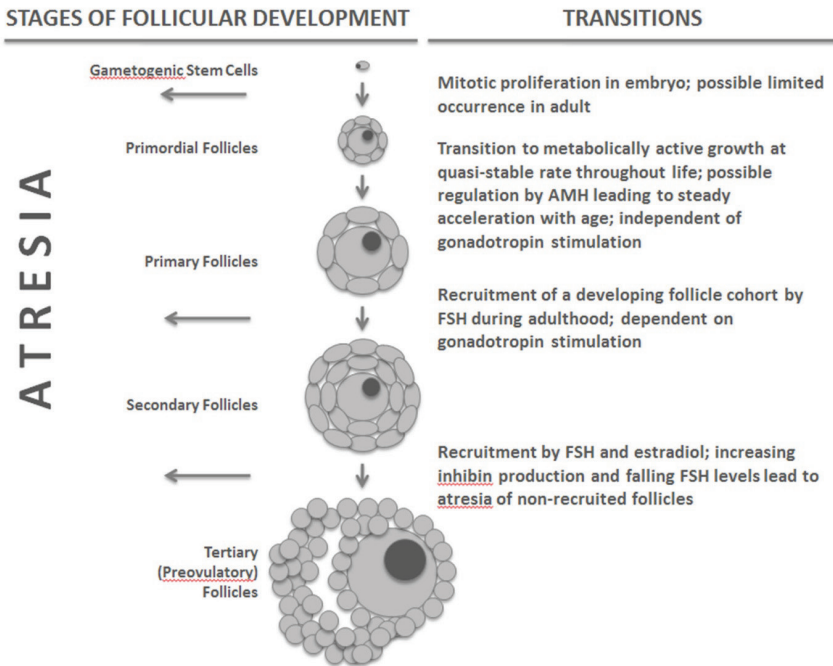 STAGES OF FOLLICULAR DEVELOPMENT
TRANSITIONS
ATRESIA
Gametogenic Stem Cells
Mitotic proliferation in embryo; possible limited
occurrence in adult
Primordial Follicles
Transition to metabolically active growth at
quasi-stable rate throughout life; possible
regulation by AMH leading to steady
acceleration with age; independent of
gonadotropin stimulation
Primary Follicles
Recruitment of a developing follicle cohort by
FSH during adulthood; dependent on
gonadotropin stimulation
Secondary Follicles
Recruitment by FSH and estradiol; increasing
inhibin production and falling FSH levels lead to
atresia of non-recruited follicles
Tertiary
(Preovulatory)
Follicles